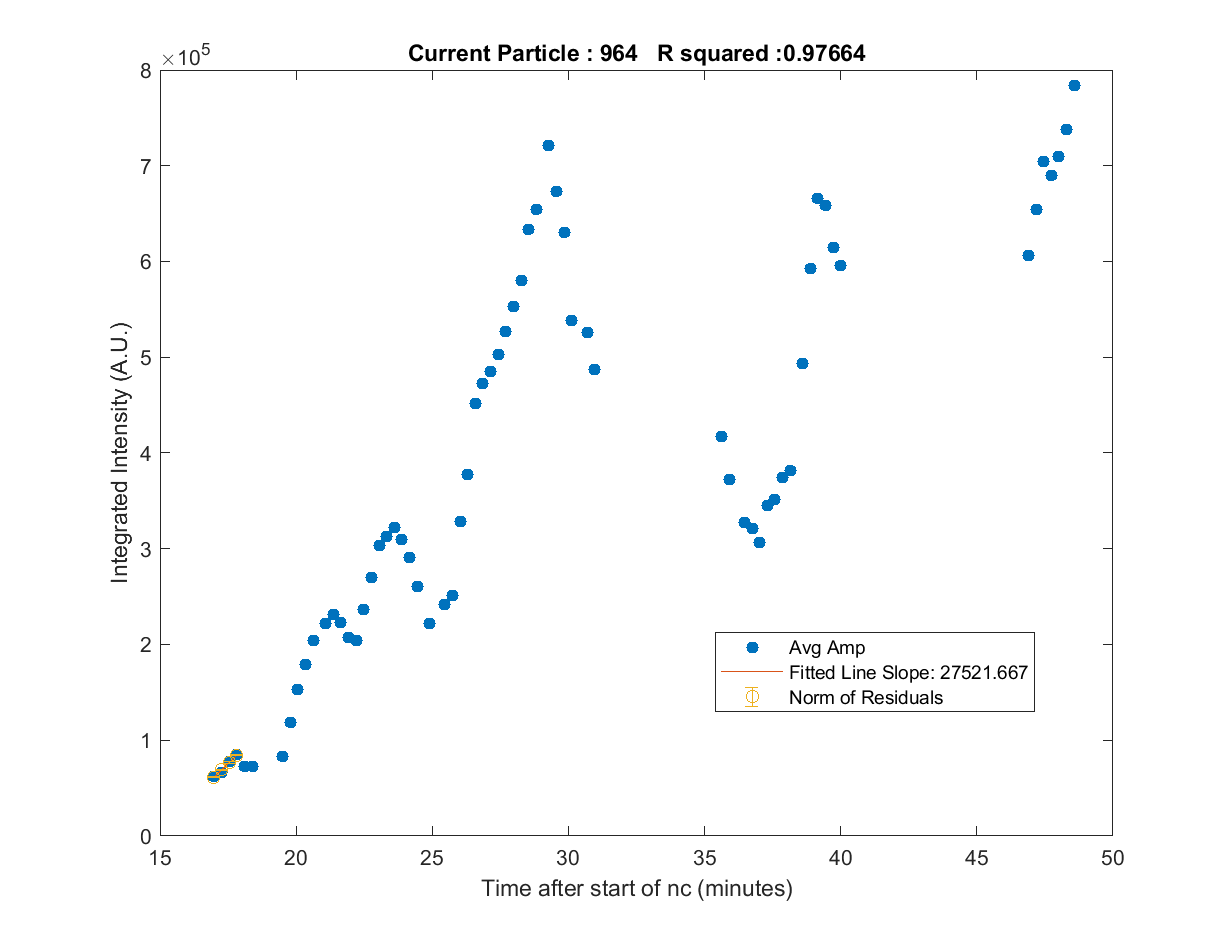 Current Particle : 964   R squared :0.97664
×10^5
8
7
6
5
4
3
2
1
0
Integrated Intensity (A.U.)
Avg Amp
Fitted Line Slope: 27521.667
Norm of Residuals
15 20 25 30 35 40 45 50
Time after start of nc (minutes)